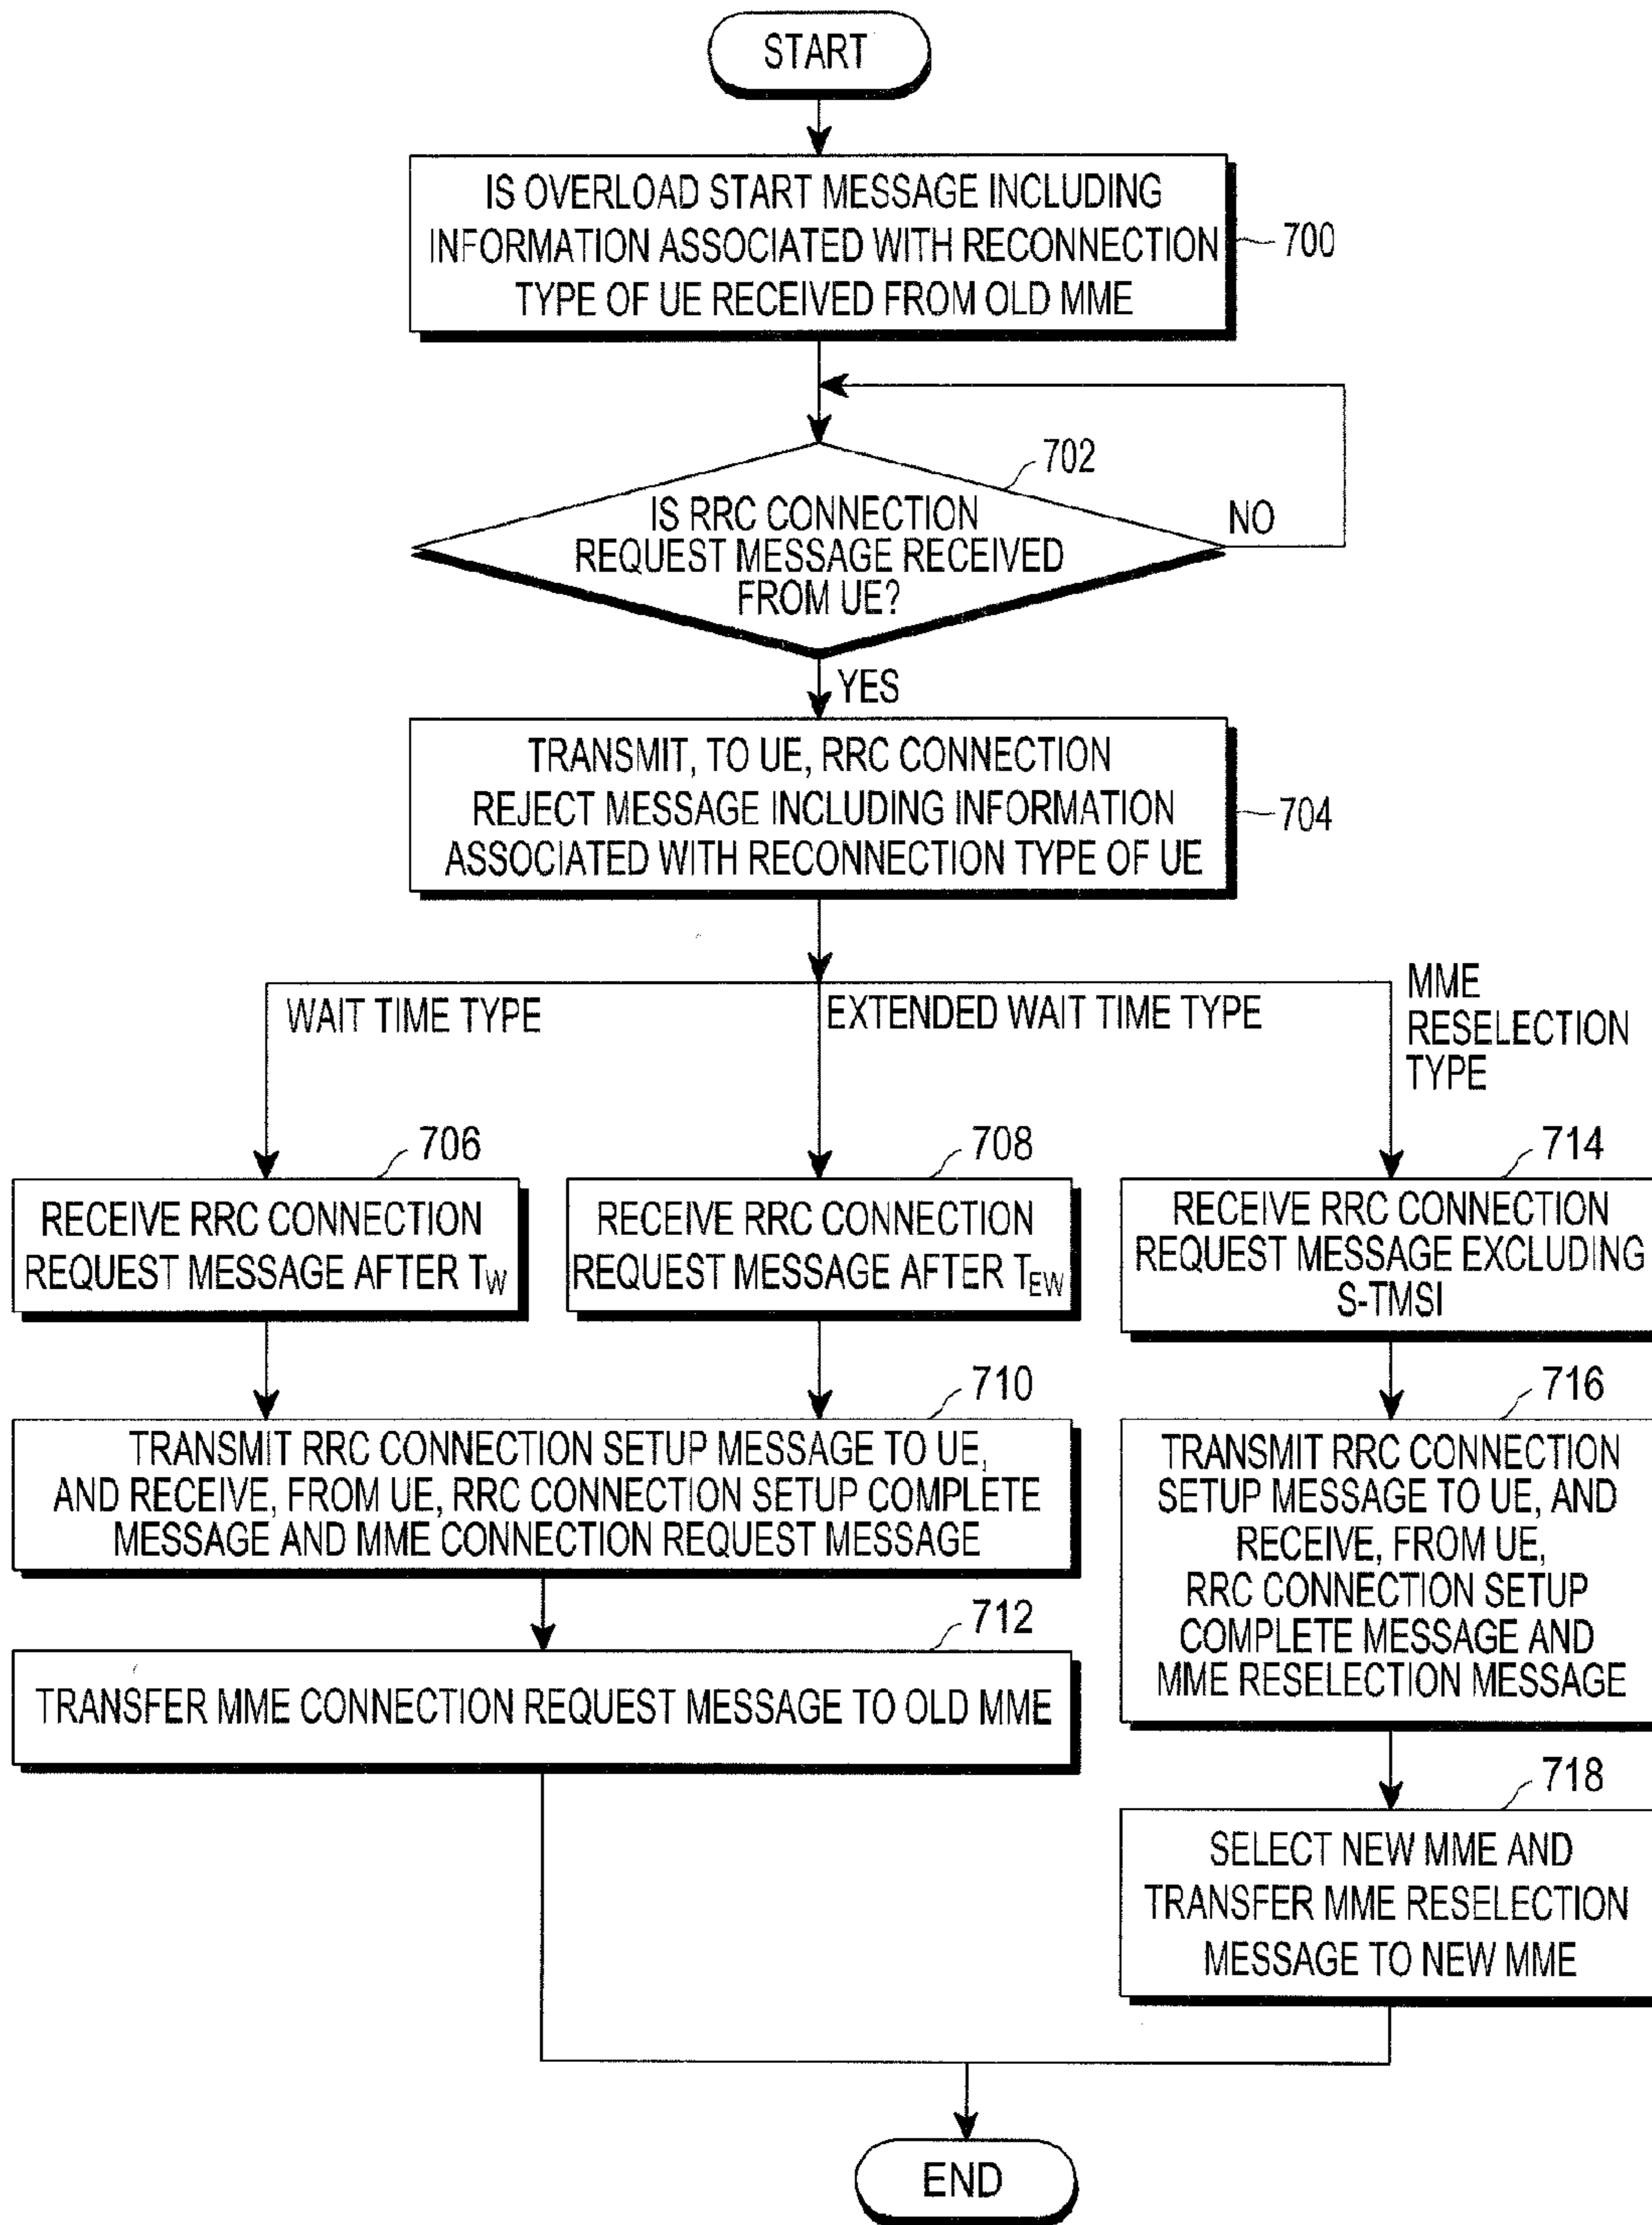 START
IS OVERLOAD START MESSAGE INCLUDING
INFORMATION ASSOCIATED WITH RECONNECTION
TYPE OF UE RECEIVED FROM OLD MME
700
702
IS RRC CONNECTION
REQUEST MESSAGE RECEIVED
FROM UE?
NO
YES
TRANSMIT, TO UE, RRC CONNECTION
REJECT MESSAGE INCLUDING INFORMATION
ASSOCIATED WITH RECONNECTION TYPE OF UE
704
WAIT TIME TYPE
EXTENDED WAIT TIME TYPE
MME
RESELECTION
TYPE
706
RECEIVE RRC CONNECTION
REQUEST MESSAGE AFTER TW
708
RECEIVE RRC CONNECTION
REQUEST MESSAGE AFTER TEW
714
RECEIVE RRC CONNECTION
REQUEST MESSAGE EXCLUDING
S-TMSI
710
TRANSMIT RRC CONNECTION SETUP MESSAGE TO UE,
AND RECEIVE, FROM UE, RRC CONNECTION SETUP COMPLETE
MESSAGE AND MME CONNECTION REQUEST MESSAGE
716
TRANSMIT RRC CONNECTION
SETUP MESSAGE TO UE, AND
RECEIVE, FROM UE,
RRC CONNECTION SETUP
COMPLETE MESSAGE AND
MME RESELECTION MESSAGE
712
TRANSFER MME CONNECTION REQUEST MESSAGE TO OLD MME
718
SELECT NEW MME AND
TRANSFER MME RESELECTION
MESSAGE TO NEW MME
END